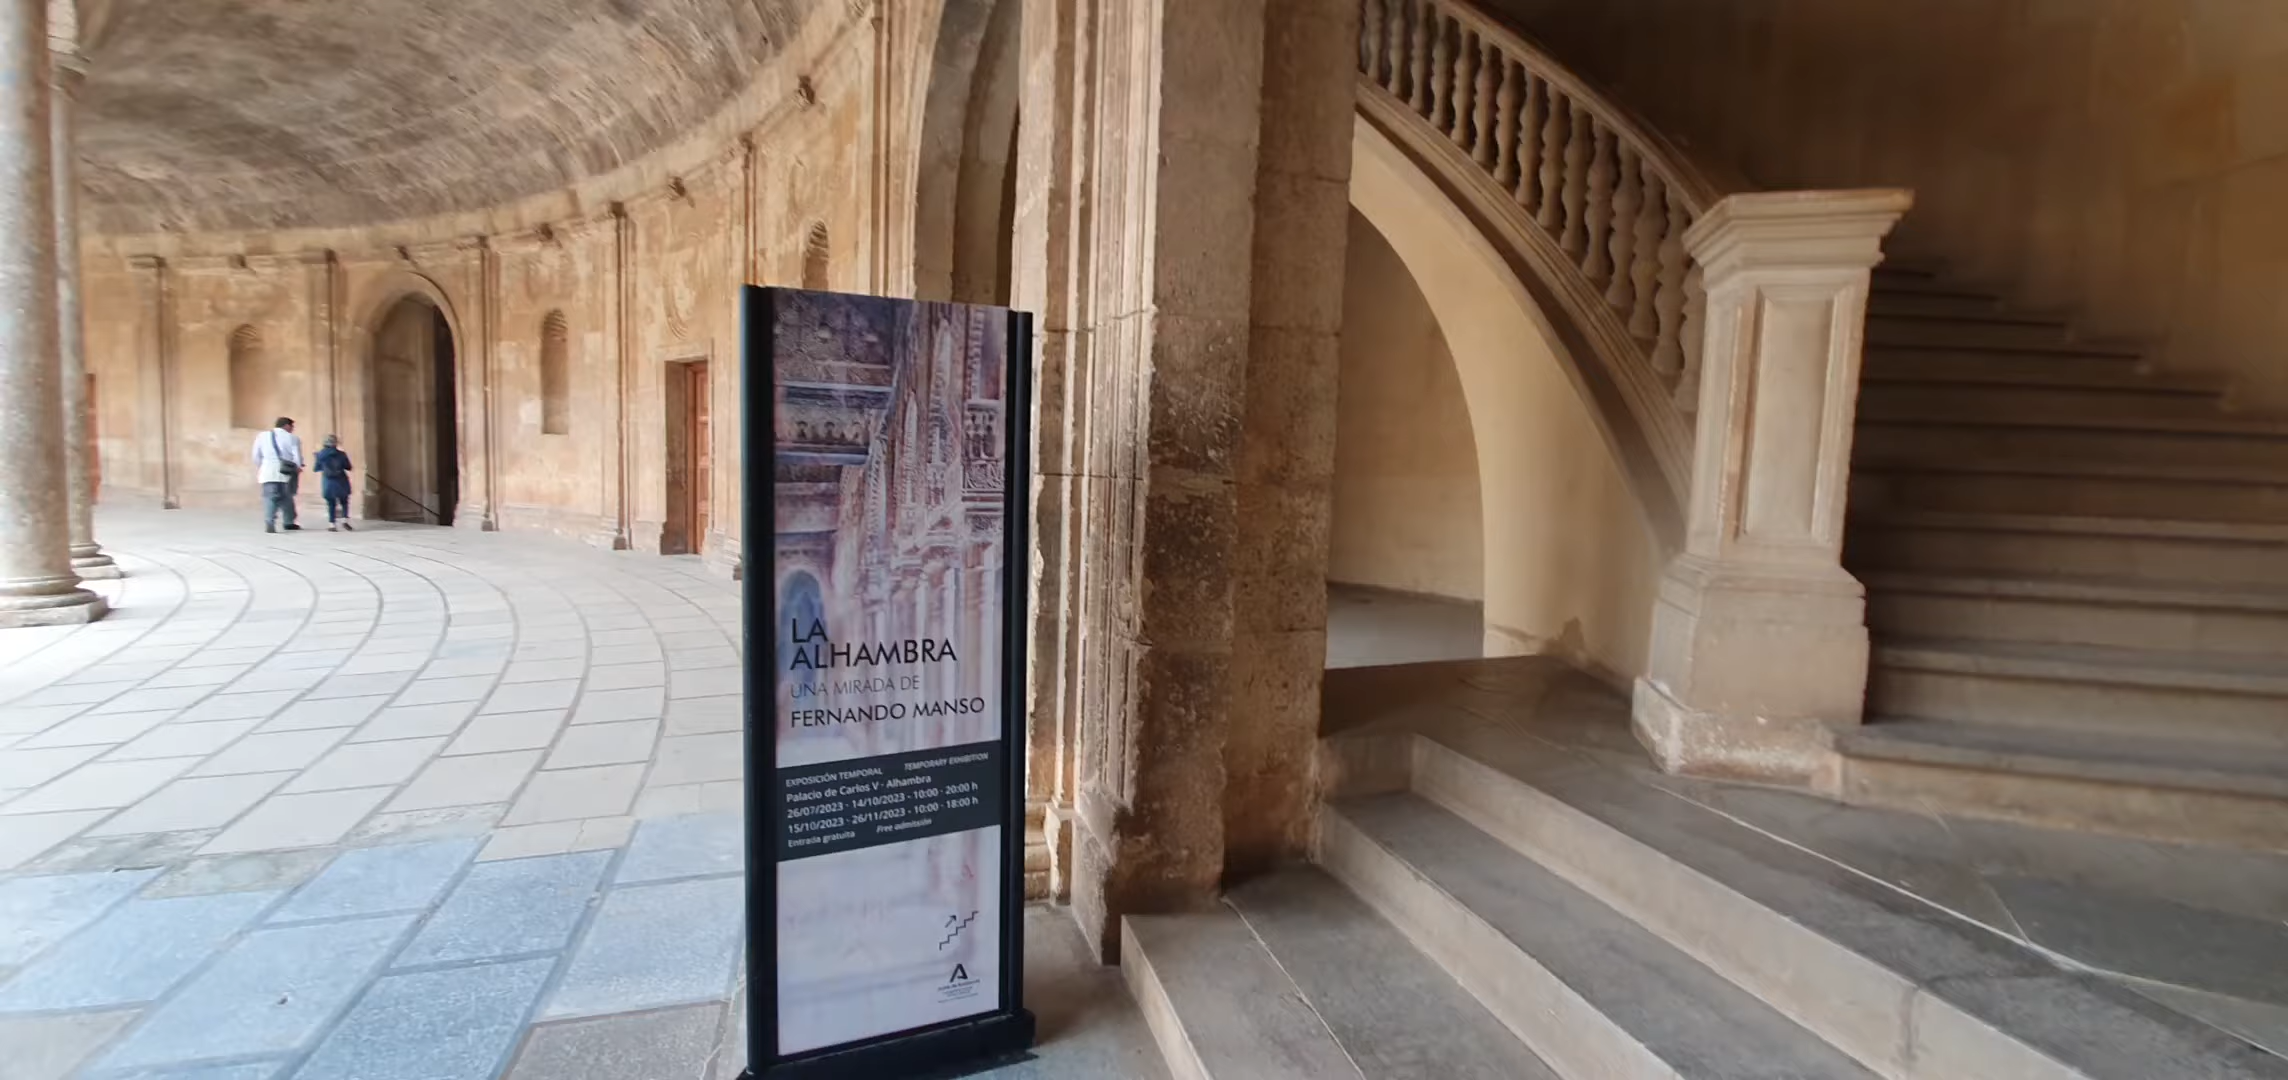 LA
ALHAMBRA
UNA MIRADA DE
FERNANDO MANSO
EXPOSICIÓN TEMPORAL TEMPORARY EXHIBITION
Palacio de Carlos V · Alhambra
26/07/2023 · 14/10/2023 - 10:00 · 20:00 h
15/10/2023 · 26/11/2023 - 10:00 · 18:00 h
Entrada gratuita Free admission